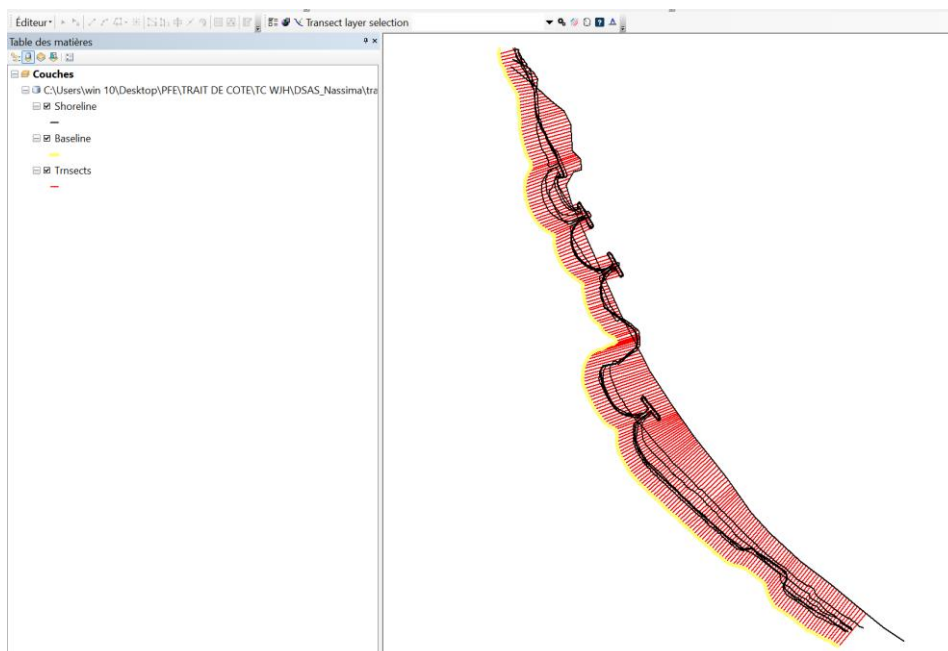 Éditeur
Transect layer selection
Table des matières
Couches
C:\Users\win 10\Desktop\PFE\TRAIT DE COTE\TC WJH\DSAS_Nassima\tra
Shoreline
Baseline
Trnsects